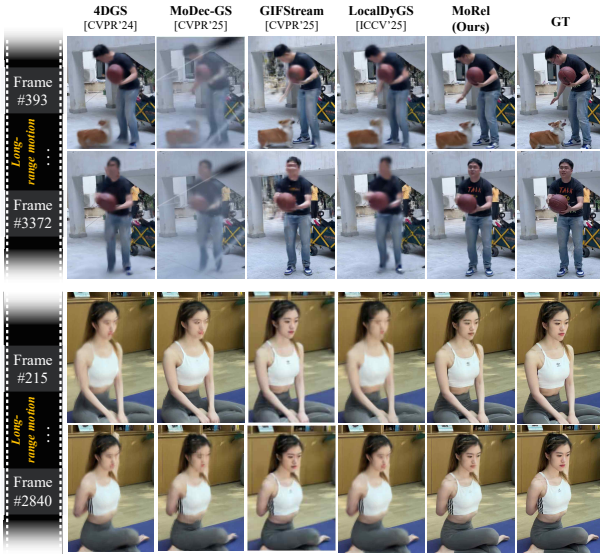 4DGS MoDec-GS GIFStream LocalDyGS MoRel
[CVPR'24] [CVPR'25] [CVPR'25] [ICCV'25] (Ours) GT
Frame
#393
Long-
range motion
...
Frame
#3372
Frame
#215
Long-
range motion
...
Frame
#2840